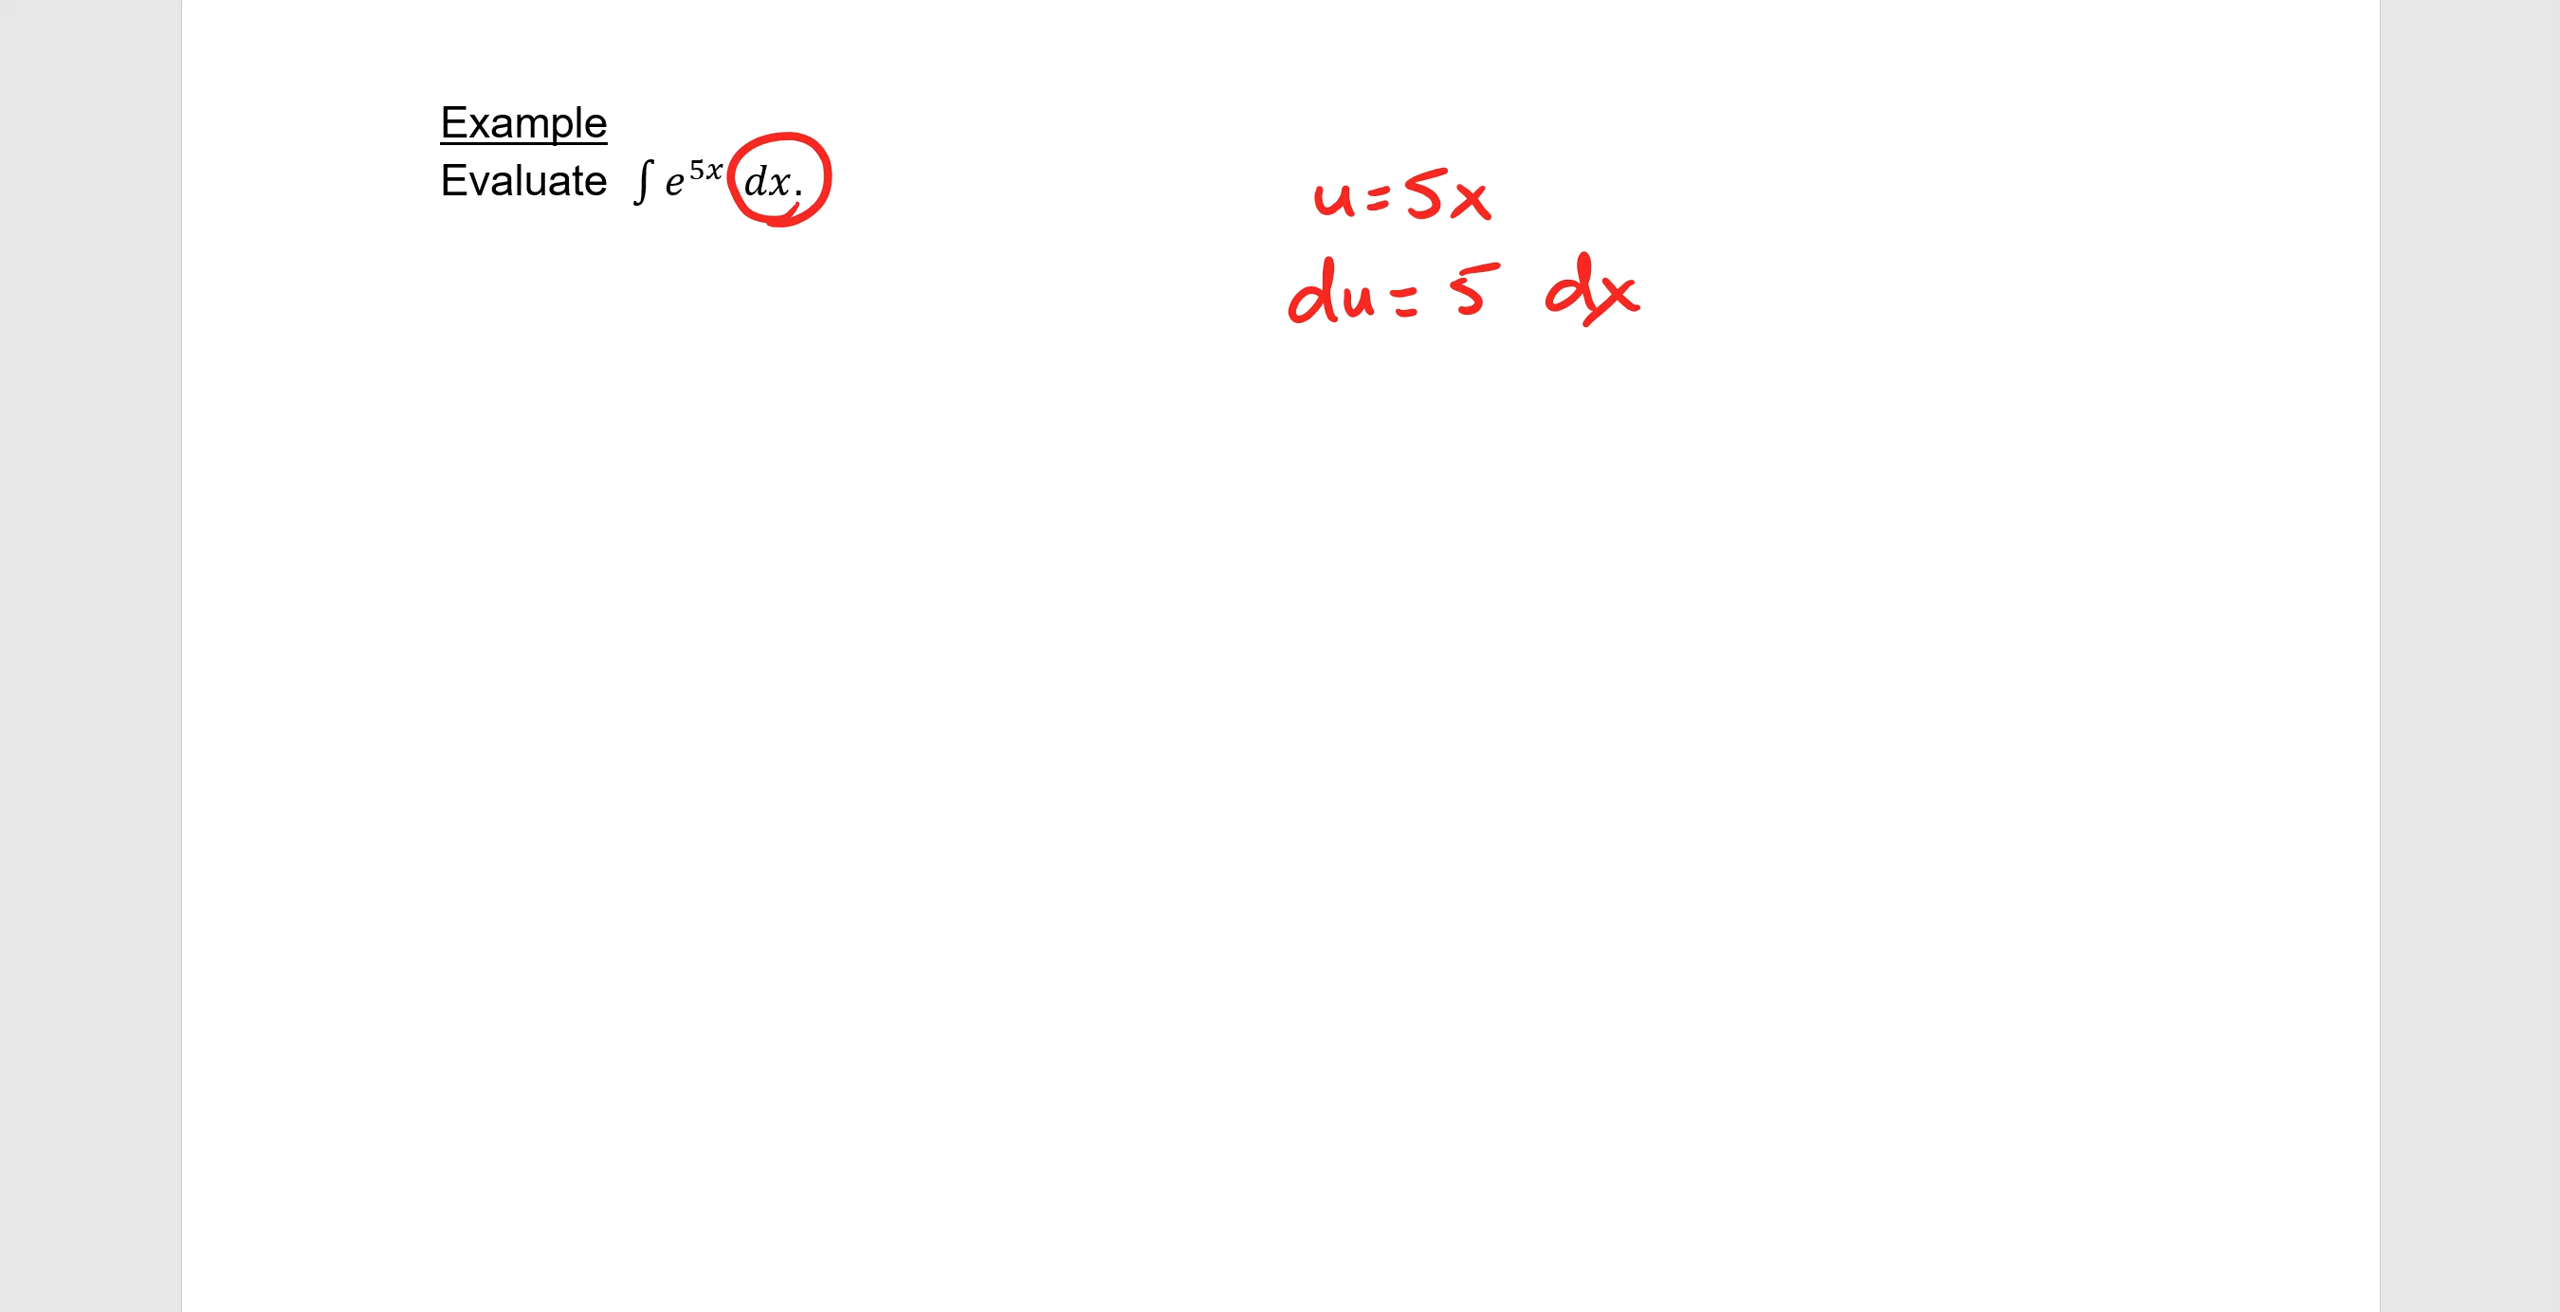 Example
Evaluate ∫ e^{5x} dx.
u = 5x
du = 5 dx